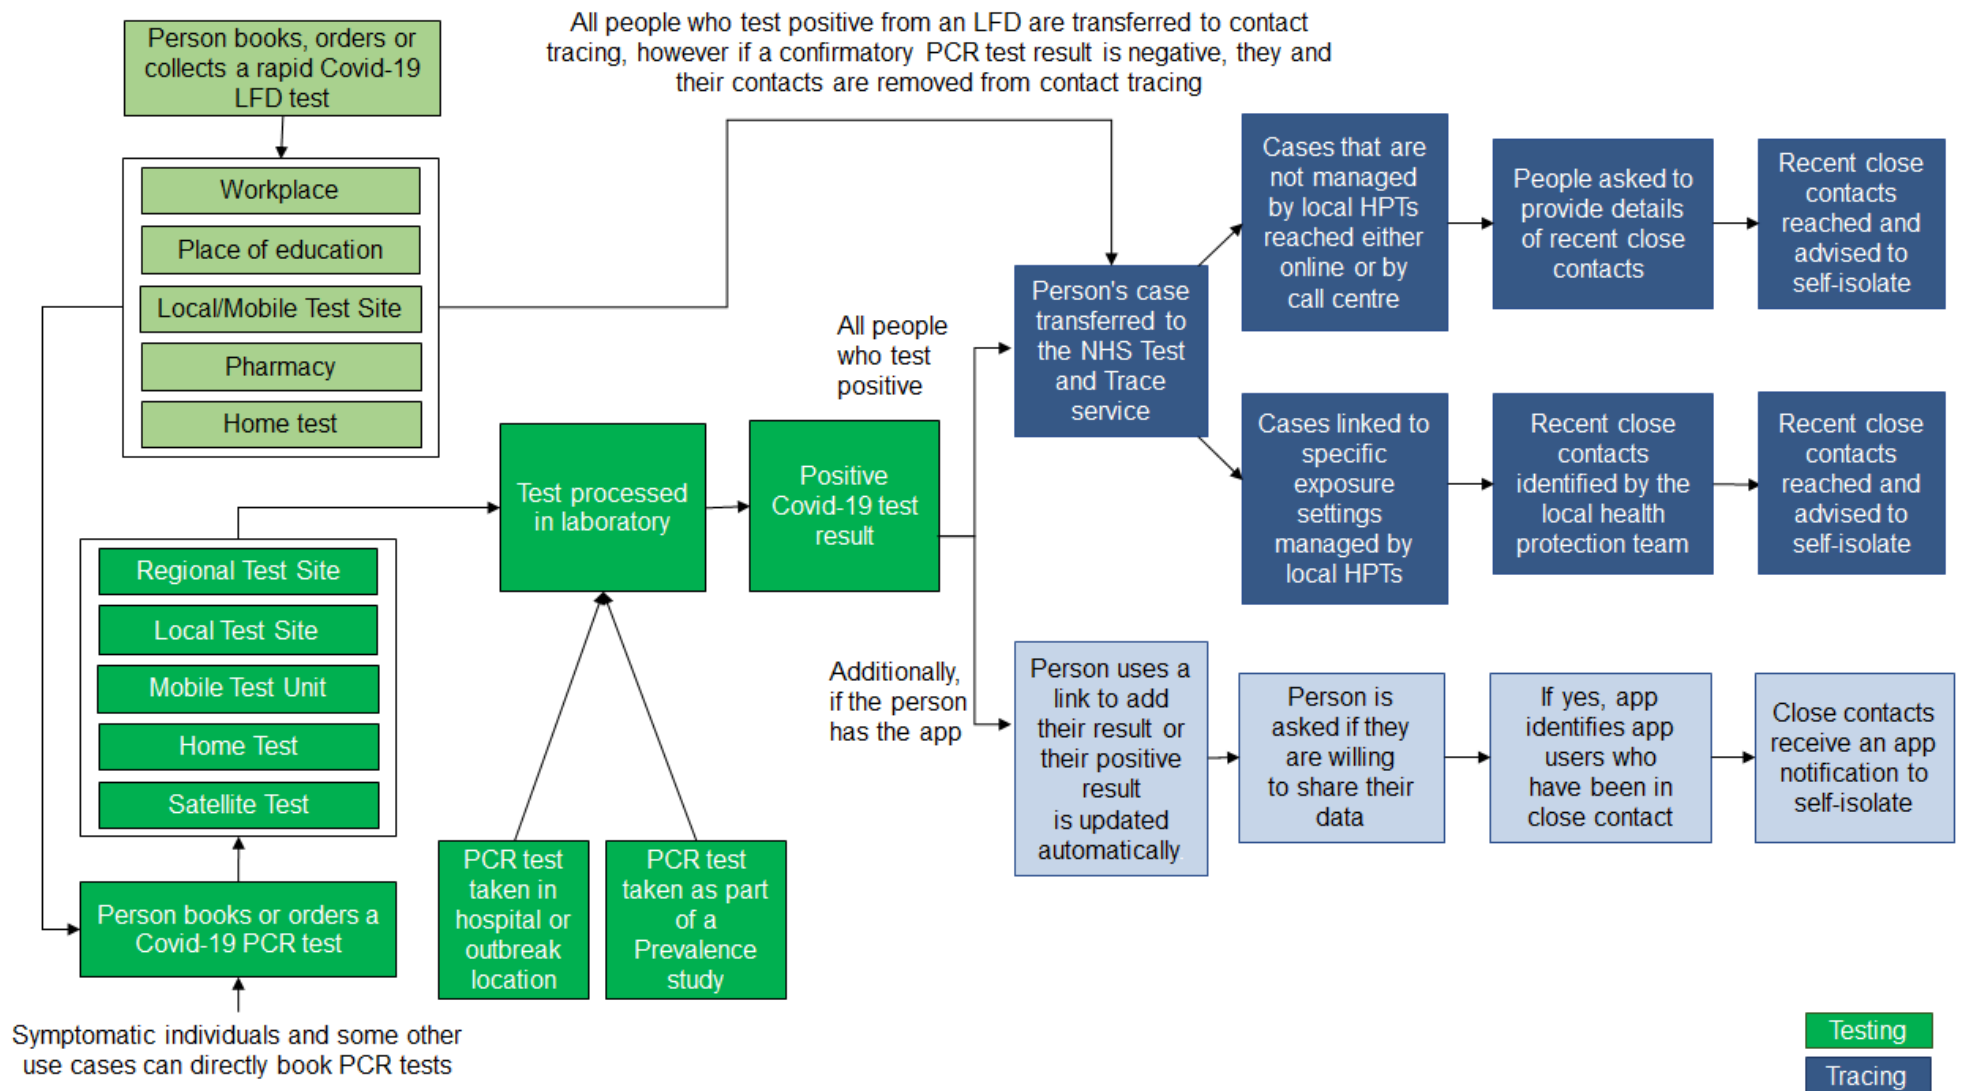 Person books, orders or
collects a rapid Covid-19
LFD test
All people who test positive from an LFD are transferred to contact
tracing, however if a confirmatory PCR test result is negative, they and
their contacts are removed from contact tracing
Workplace
Place of education
Local/Mobile Test Site
Pharmacy
Home test
Regional Test Site
Local Test Site
Mobile Test Unit
Home Test
Satellite Test
Person books or orders a
Covid-19 PCR test
Symptomatic individuals and some other
use cases can directly book PCR tests
Test processed
in laboratory
PCR test
taken in
hospital or
outbreak
location
PCR test
taken as part
of a
Prevalence
study
Positive
Covid-19 test
result
All people
who test
positive
Person's case
transferred to
the NHS Test
and Trace
service
Cases that are
not managed
by local HPTs
reached either
online or by
call centre
People asked to
provide details
of recent close
contacts
Recent close
contacts
reached and
advised to
self-isolate
Cases linked to
specific
exposure
settings
managed by
local HPTs
Recent close
contacts
identified by the
local health
protection team
Recent close
contacts
reached and
advised to
self-isolate
Additionally,
if the person
has the app
Person uses a
link to add
their result or
their positive
result
is updated
automatically
Person is
asked if they
are willing
to share their
data
If yes, app
identifies app
users who
have been in
close contact
Close contacts
receive an app
notification to
self-isolate
Testing
Tracing